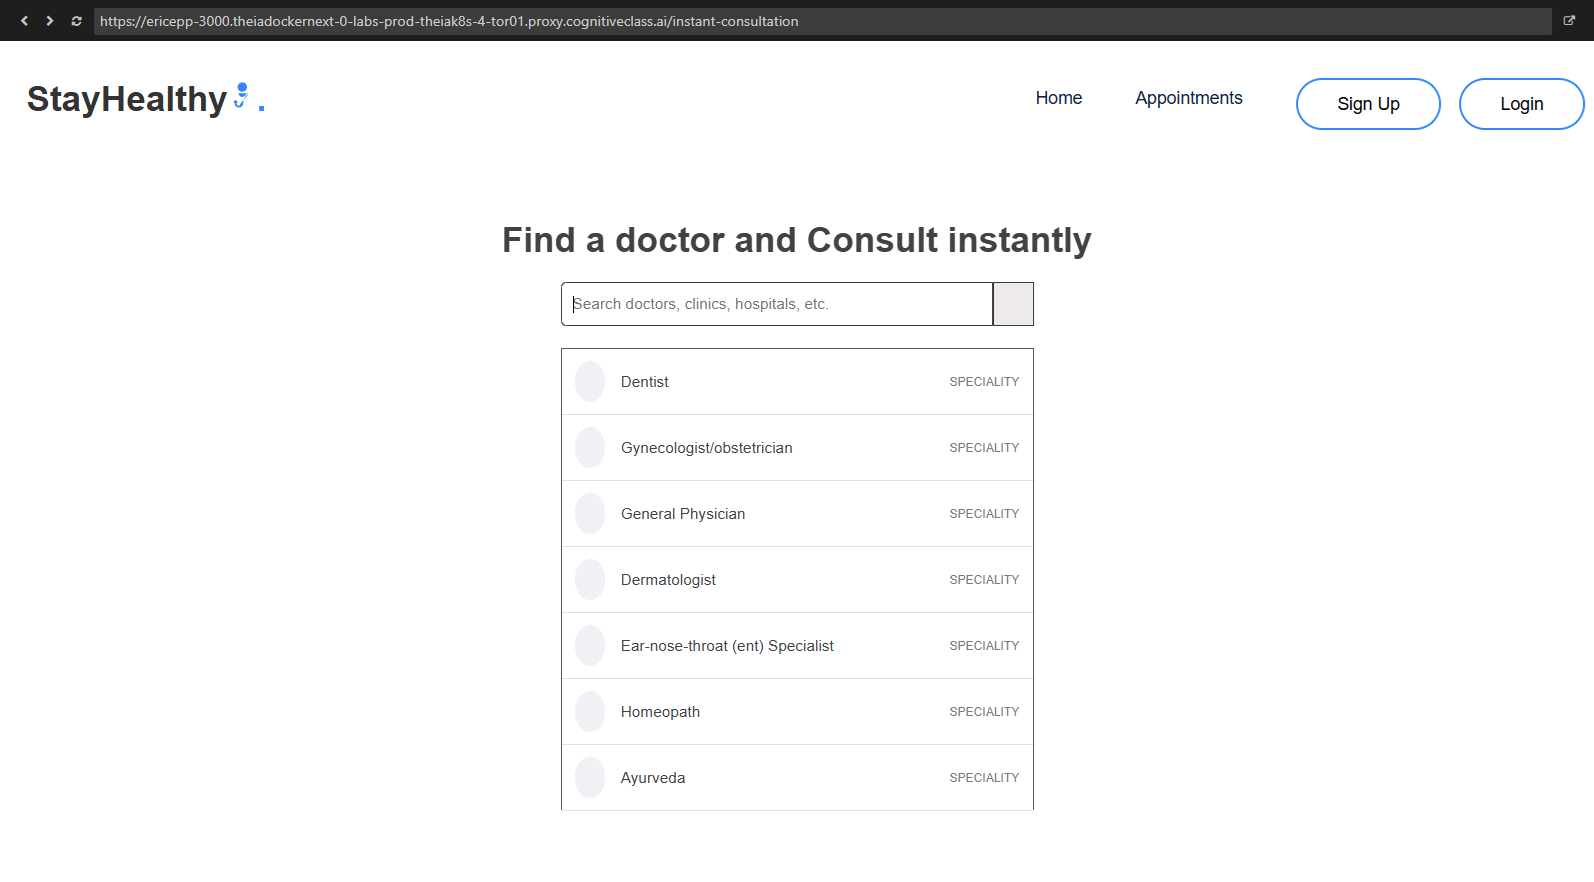 https://ericepp-3000.theiadockernext-0-labs-prod-theiak8s-4-tor01.proxy.cognitiveclass.ai/instant-consultation
StayHealthy . Home Appointments Sign Up Login
Find a doctor and Consult instantly
Search doctors, clinics, hospitals, etc.
Dentist SPECIALITY
Gynecologist/obstetrician SPECIALITY
General Physician SPECIALITY
Dermatologist SPECIALITY
Ear-nose-throat (ent) Specialist SPECIALITY
Homeopath SPECIALITY
Ayurveda SPECIALITY